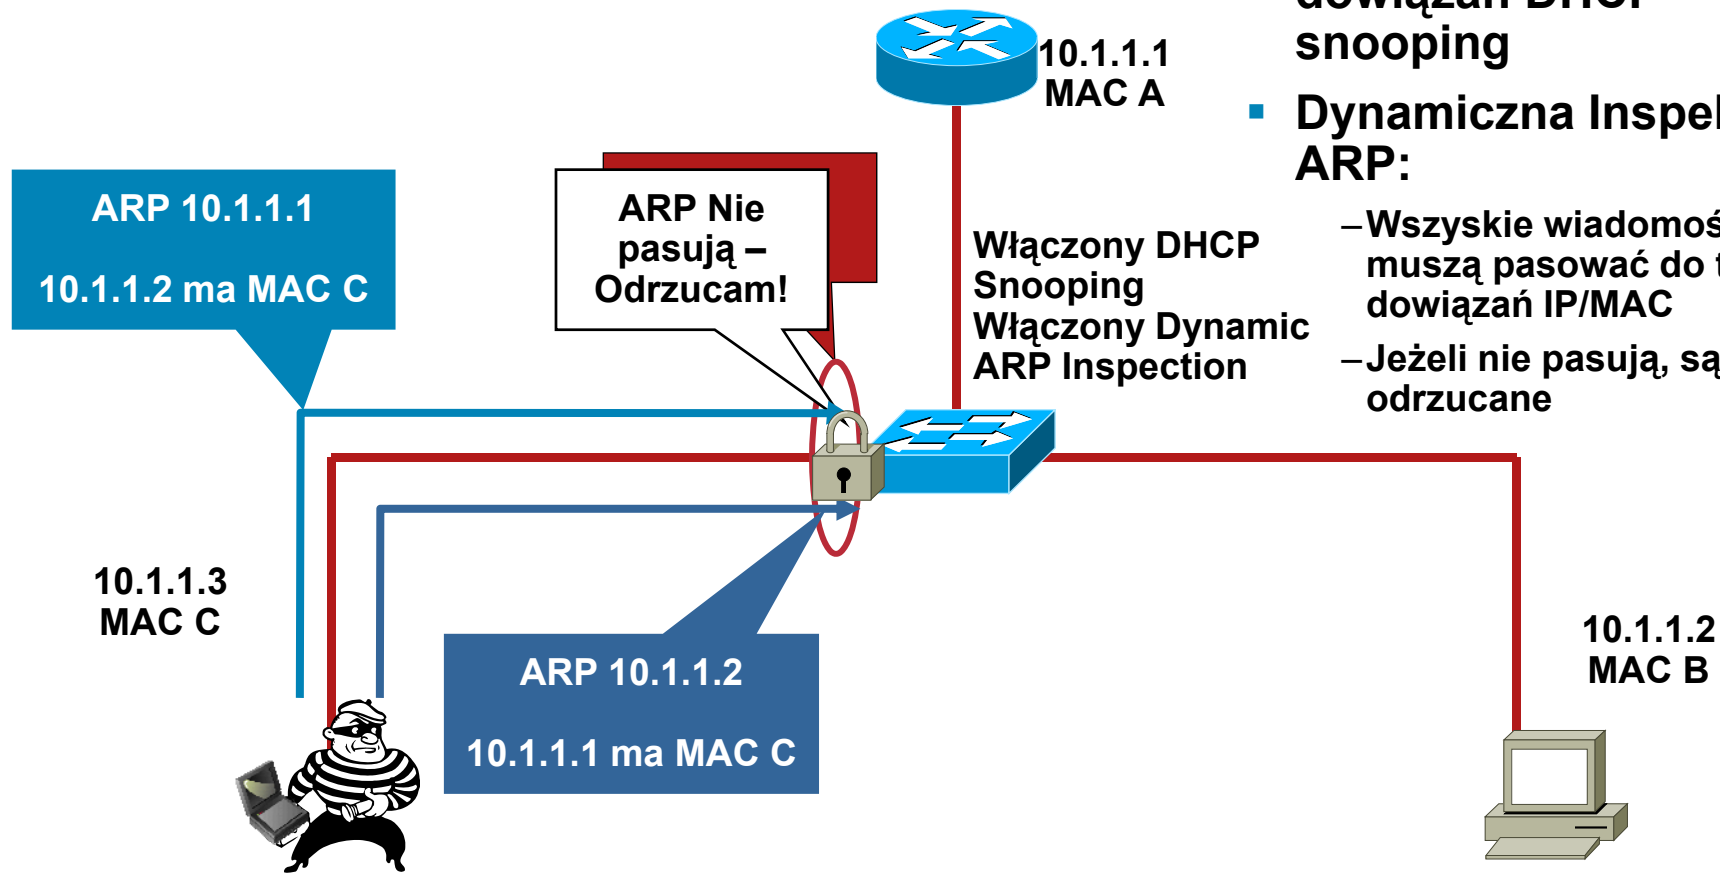 dowiązań DHCP
snooping
10.1.1.1
MAC A
Dynamiczna
ARP:
ARP 10.1.1.1
10.1.1.2 ma MAC C
ARP Nie
pasują –
Odrzucam!
Włączony DHCP
Snooping
Włączony Dynamic
ARP Inspection
–Wszyskie
muszą pasować do
dowiązań IP/MAC
–Jeżeli nie pasują, są
odrzucane
10.1.1.3
MAC C
ARP 10.1.1.2
10.1.1.1 ma MAC C
10.1.1.2
MAC B